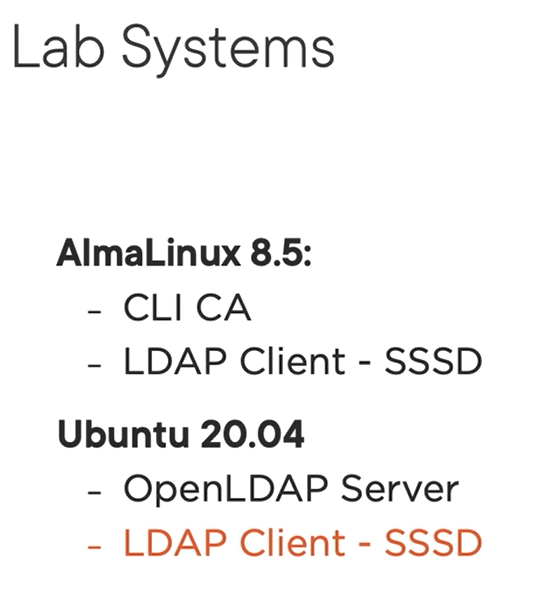 Lab Systems
AlmaLinux 8.5:
- CLI CA
- LDAP Client - SSSD
Ubuntu 20.04
- OpenLDAP Server
- LDAP Client - SSSD